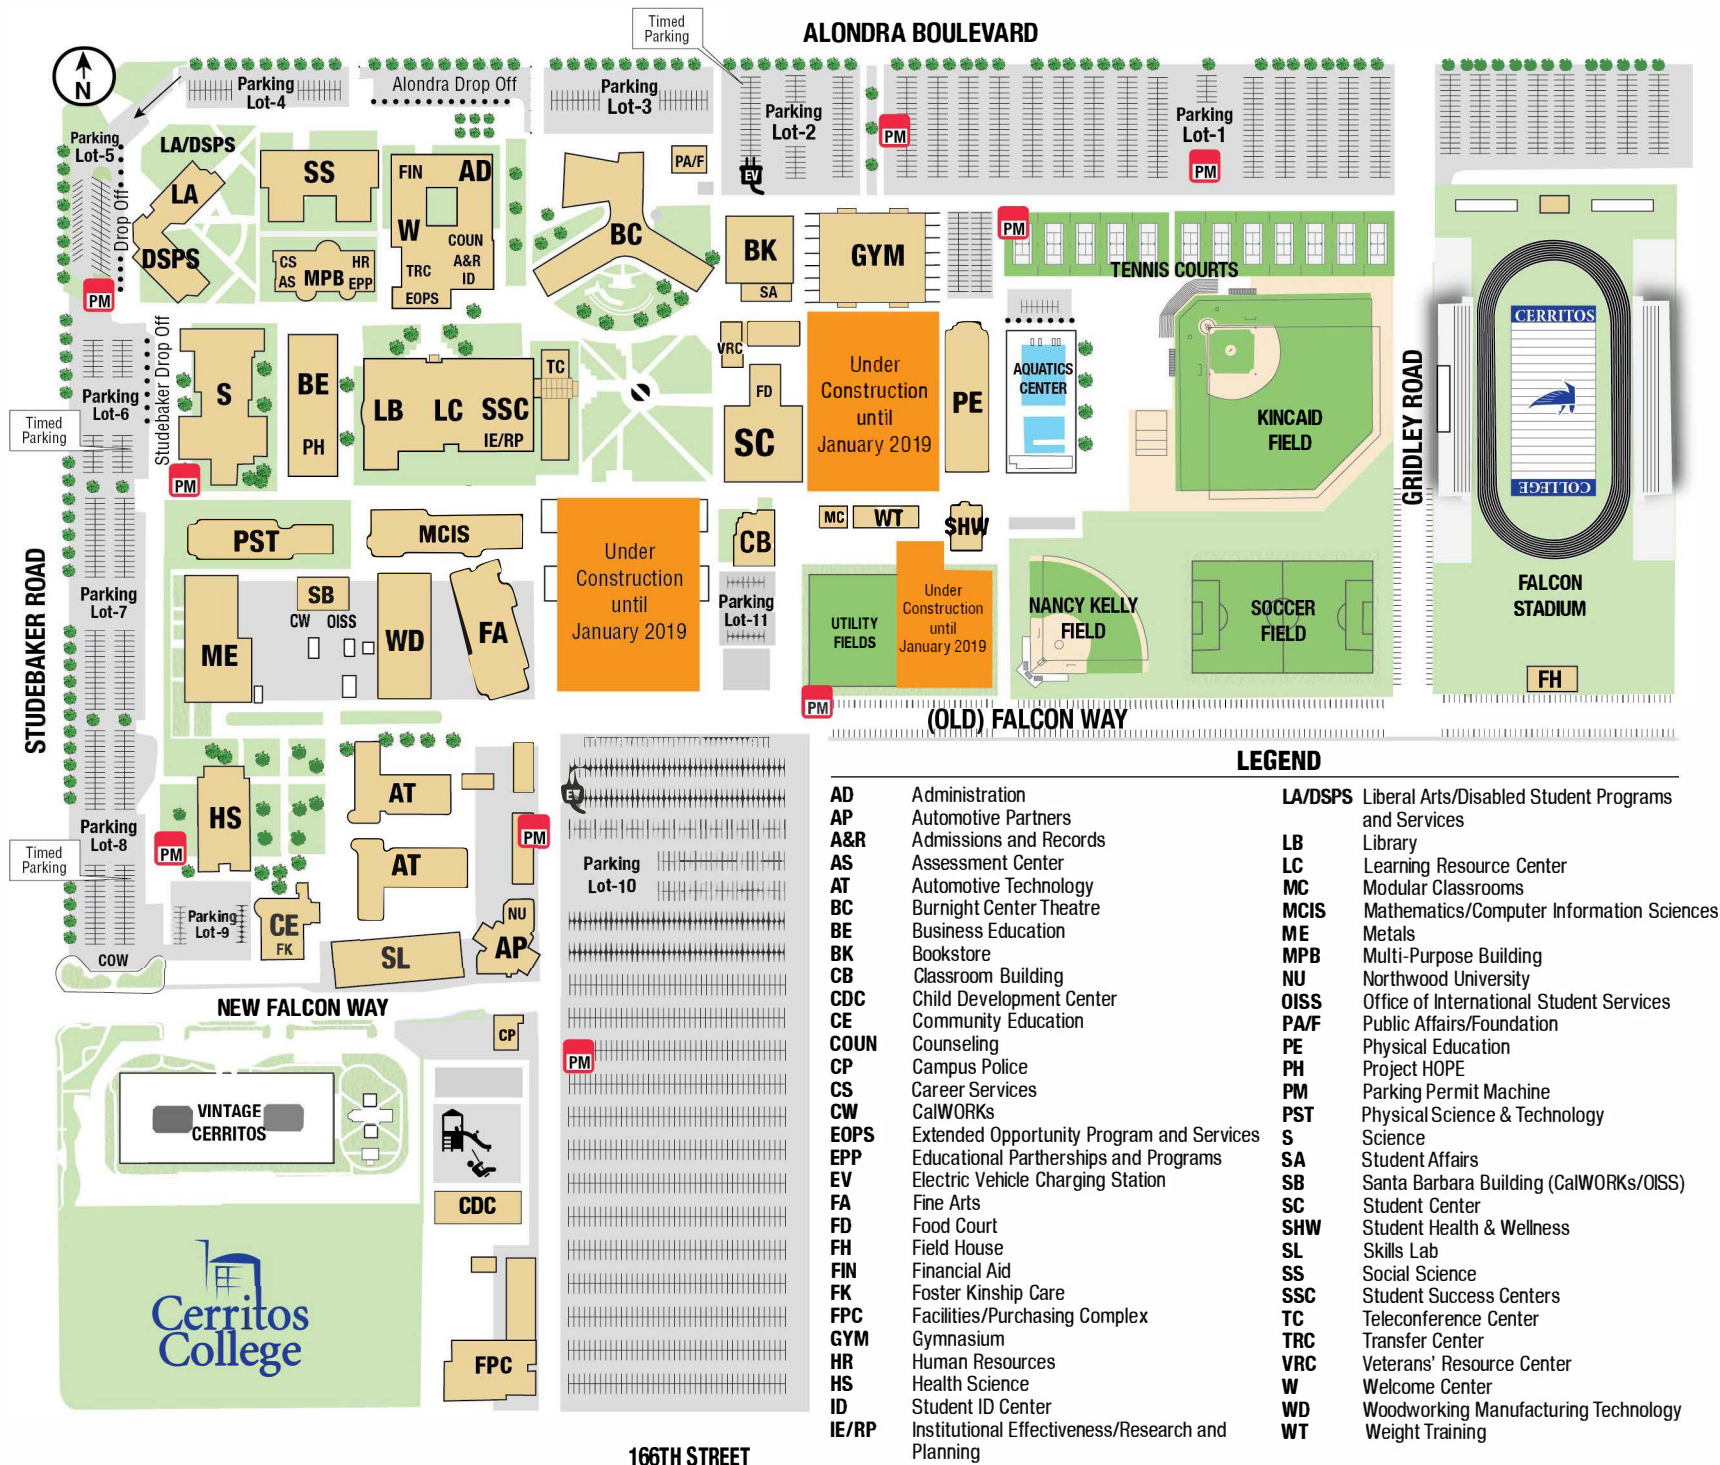 Timed
Parking
ALONDRA BOULEVARD
N
Parking
Lot-4
Alondra Drop Off
Parking
Lot-3
Parking
Lot-2
Parking
Lot-1
PM
PM
EV
Parking
Lot-5
Drop Off
LA/DSPS
LA
DSPS
PM
SS
FIN
AD
W
COUN
A&R
ID
TRC
EOPS
CS
AS
MPB
HR
EPP
BC
PA/F
BK
SA
GYM
PM
TENNIS COURTS
CERRITOS
COLLEGE
Studebaker Drop Off
Parking
Lot-6
Timed
Parking
S
PM
BE
PH
LB
LC
SSC
IE/RP
TC
VRC
FD
SC
Under
Construction
until
January 2019
PE
AQUATICS
CENTER
KINCAID
FIELD
GRIDLEY ROAD
STUDEBAKER ROAD
PST
MCIS
Under
Construction
until
January 2019
CB
MC
WT
SHW
Parking
Lot-7
ME
SB
CW
OISS
WD
FA
Parking
Lot-11
UTILITY
FIELDS
Under
Construction
until
January 2019
NANCY KELLY
FIELD
SOCCER
FIELD
FALCON
STADIUM
FH
PM
(OLD) FALCON WAY
Parking
Lot-8
Timed
Parking
HS
PM
AT
AT
PM
EV
Parking
Lot-10
Parking
Lot-9
CE
FK
SL
NU
AP
COW
NEW FALCON WAY
CP
PM
VINTAGE
CERRITOS
CDC
Cerritos
College
FPC
166TH STREET
LEGEND
AD Administration
AP Automotive Partners
A&R Admissions and Records
AS Assessment Center
AT Automotive Technology
BC Burnight Center Theatre
BE Business Education
BK Bookstore
CB Classroom Building
CDC Child Development Center
CE Community Education
COUN Counseling
CP Campus Police
CS Career Services
CW CalWORKs
EOPS Extended Opportunity Program and Services
EPP Educational Partherships and Programs
EV Electric Vehicle Charging Station
FA Fine Arts
FD Food Court
FH Field House
FIN Financial Aid
FK Foster Kinship Care
FPC Facilities/Purchasing Complex
GYM Gymnasium
HR Human Resources
HS Health Science
ID Student ID Center
IE/RP Institutional Effectiveness/Research and
Planning
LA/DSPS Liberal Arts/Disabled Student Programs
and Services
LB Library
LC Learning Resource Center
MC Modular Classrooms
MCIS Mathematics/Computer Information Sciences
ME Metals
MPB Multi-Purpose Building
NU Northwood University
OISS Office of International Student Services
PA/F Public Affairs/Foundation
PE Physical Education
PH Project HOPE
PM Parking Permit Machine
PST Physical Science & Technology
S Science
SA Student Affairs
SB Santa Barbara Building (CalWORKs/OISS)
SC Student Center
SHW Student Health & Wellness
SL Skills Lab
SS Social Science
SSC Student Success Centers
TC Teleconference Center
TRC Transfer Center
VRC Veterans' Resource Center
W Welcome Center
WD Woodworking Manufacturing Technology
WT Weight Training